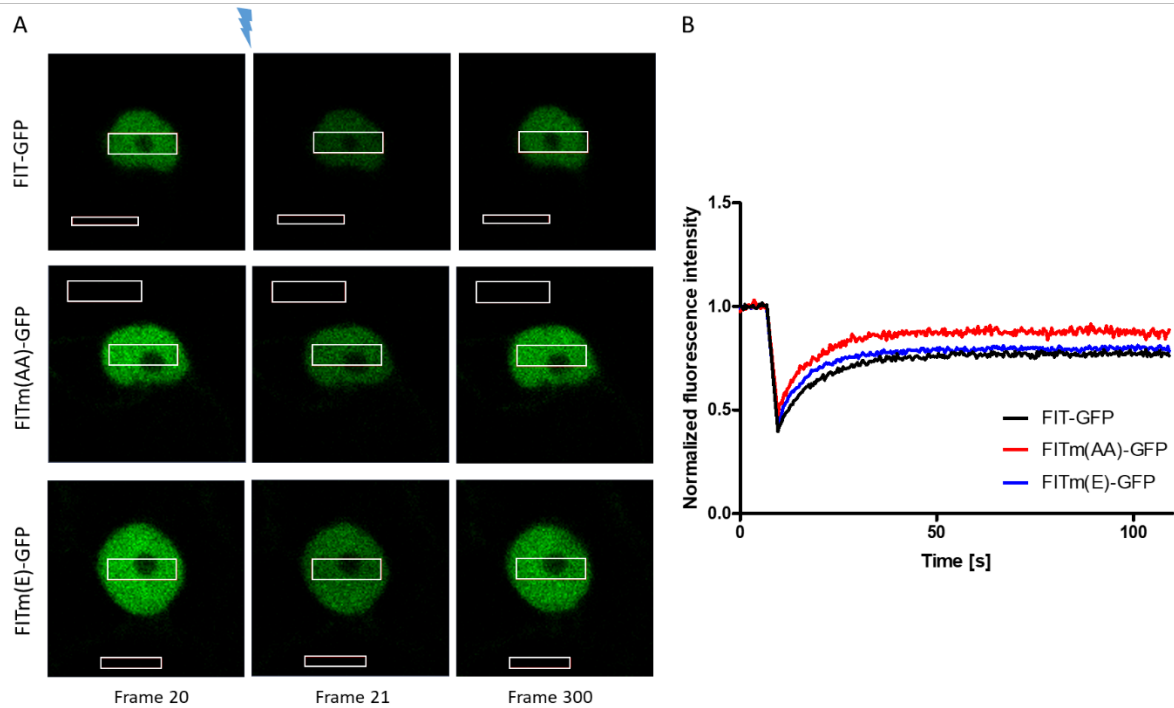 A
FIT-GFP
FITm(AA)-GFP
FITm(E)-GFP
Frame 20
Frame 21
Frame 300
B
Normalized fluorescence intensity
1.5
1.0
0.5
0.0
0
50
100
Time [s]
FIT-GFP
FITm(AA)-GFP
FITm(E)-GFP